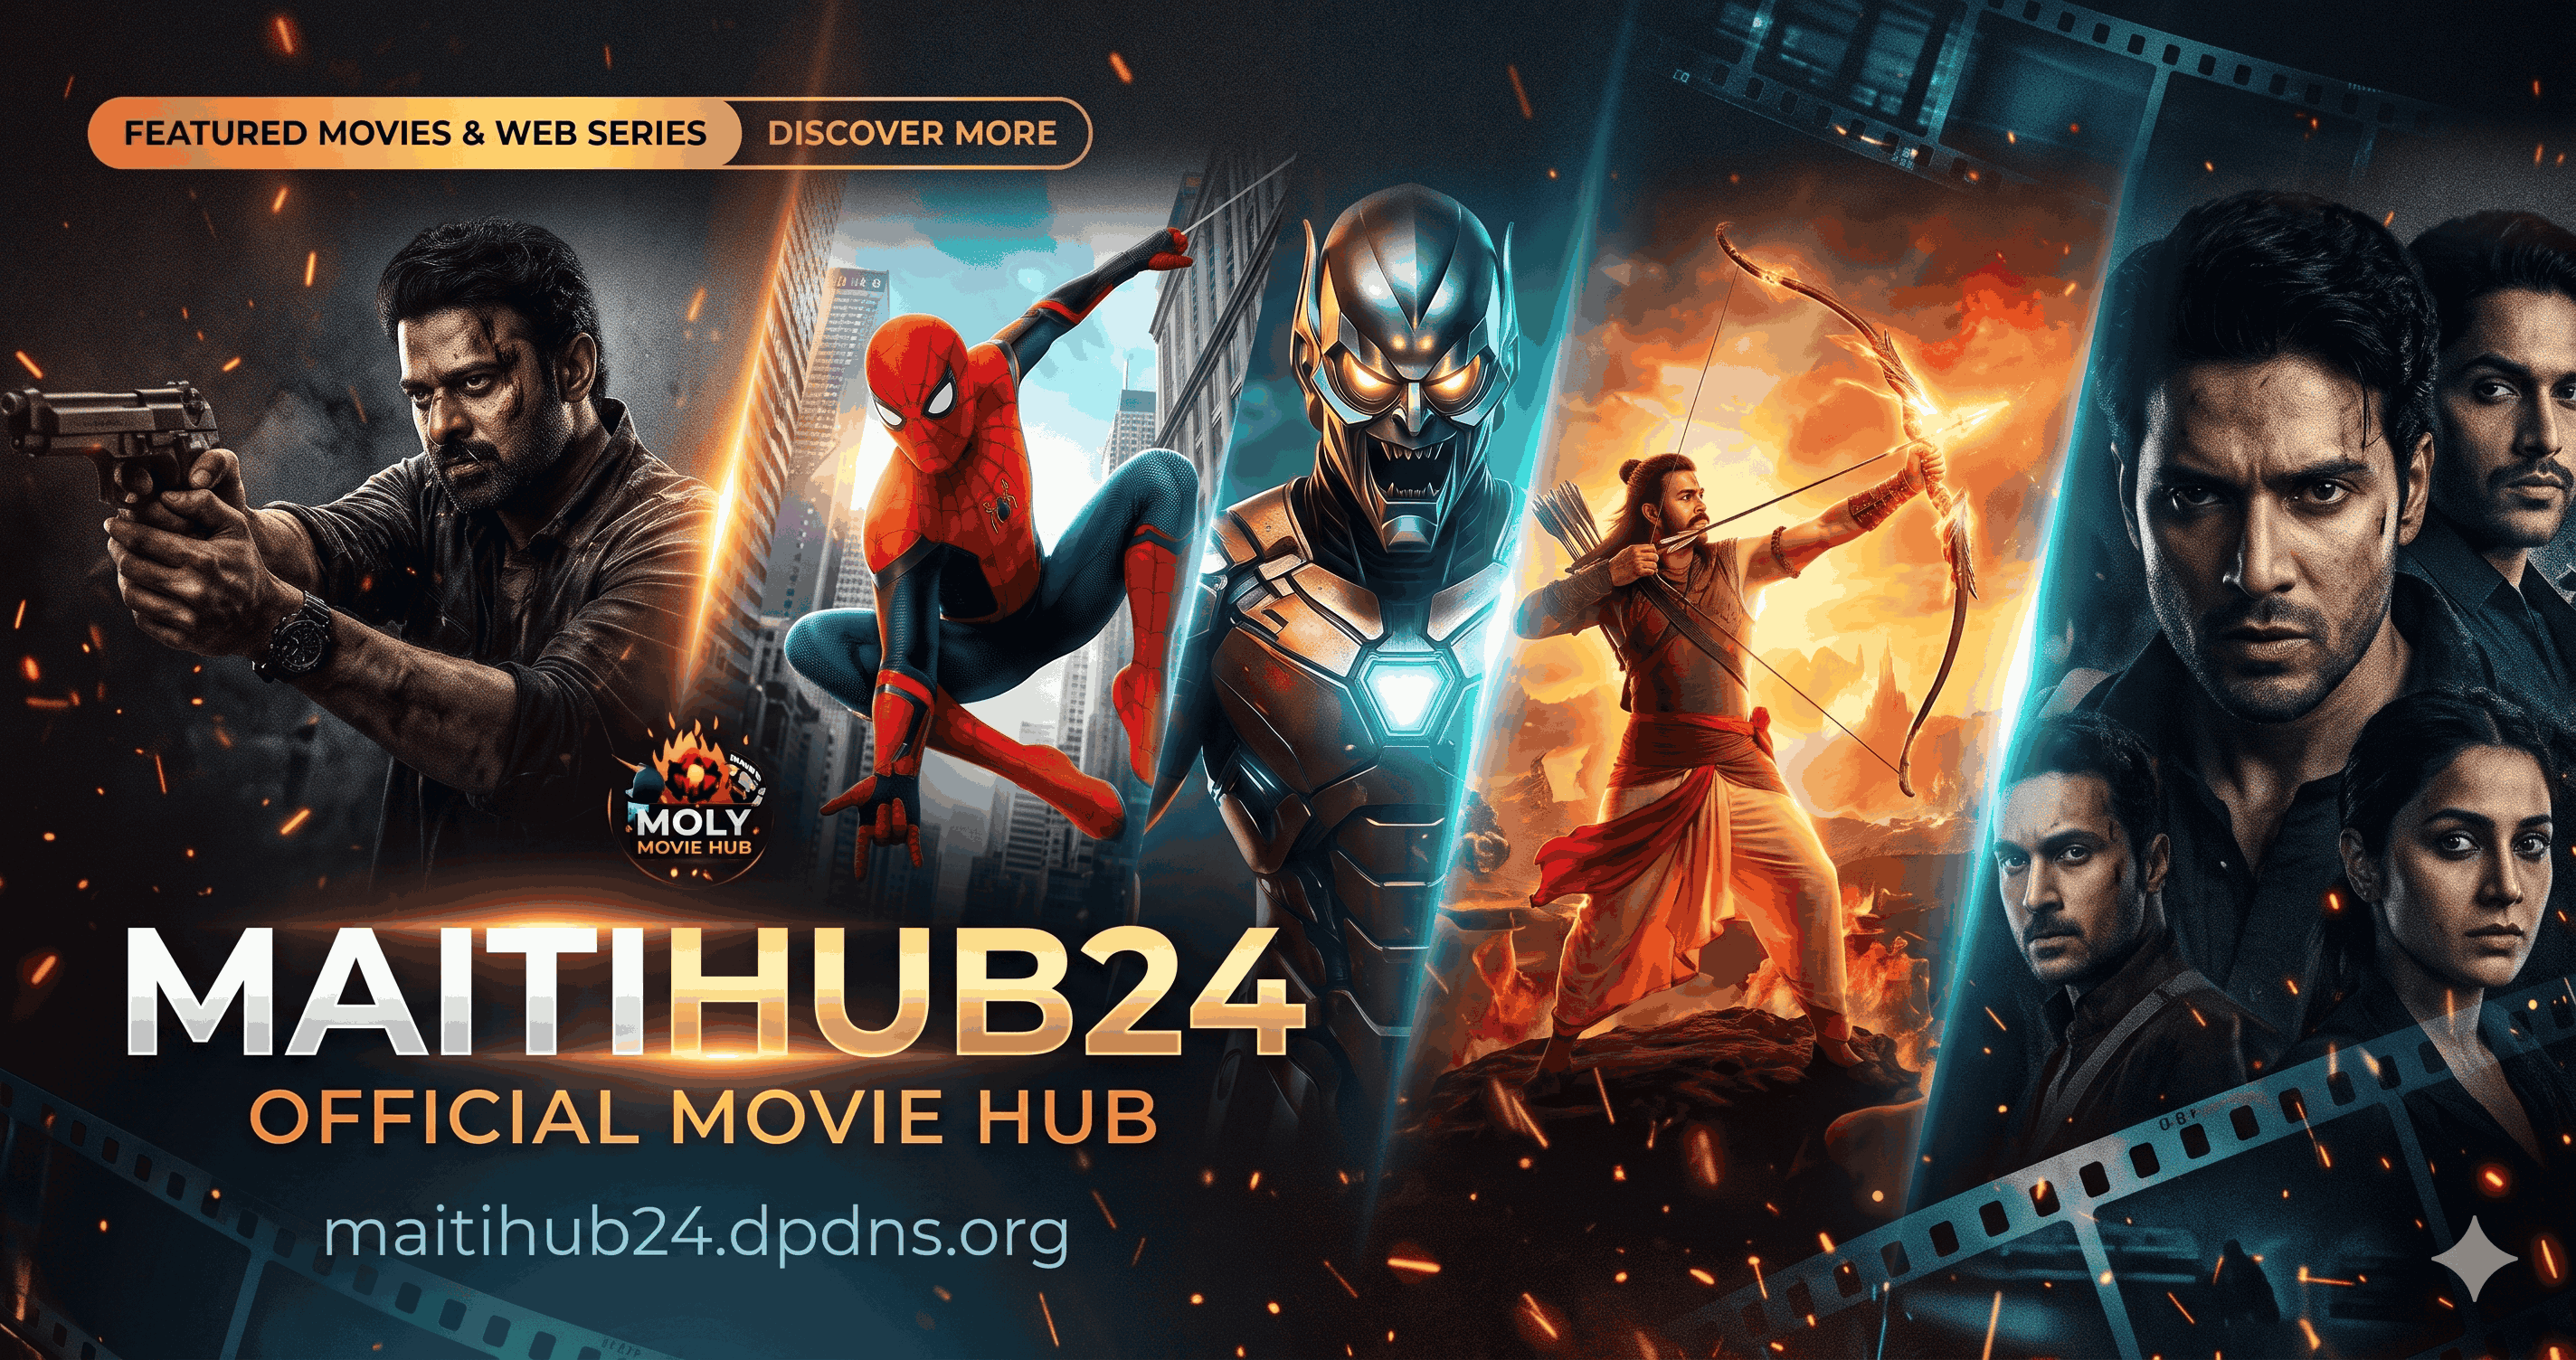 FEATURED MOVIES & WEB SERIES DISCOVER MORE
MOLY
MOVIE HUB
MAITIHUB24
OFFICIAL MOVIE HUB
maitihub24.dpdns.org